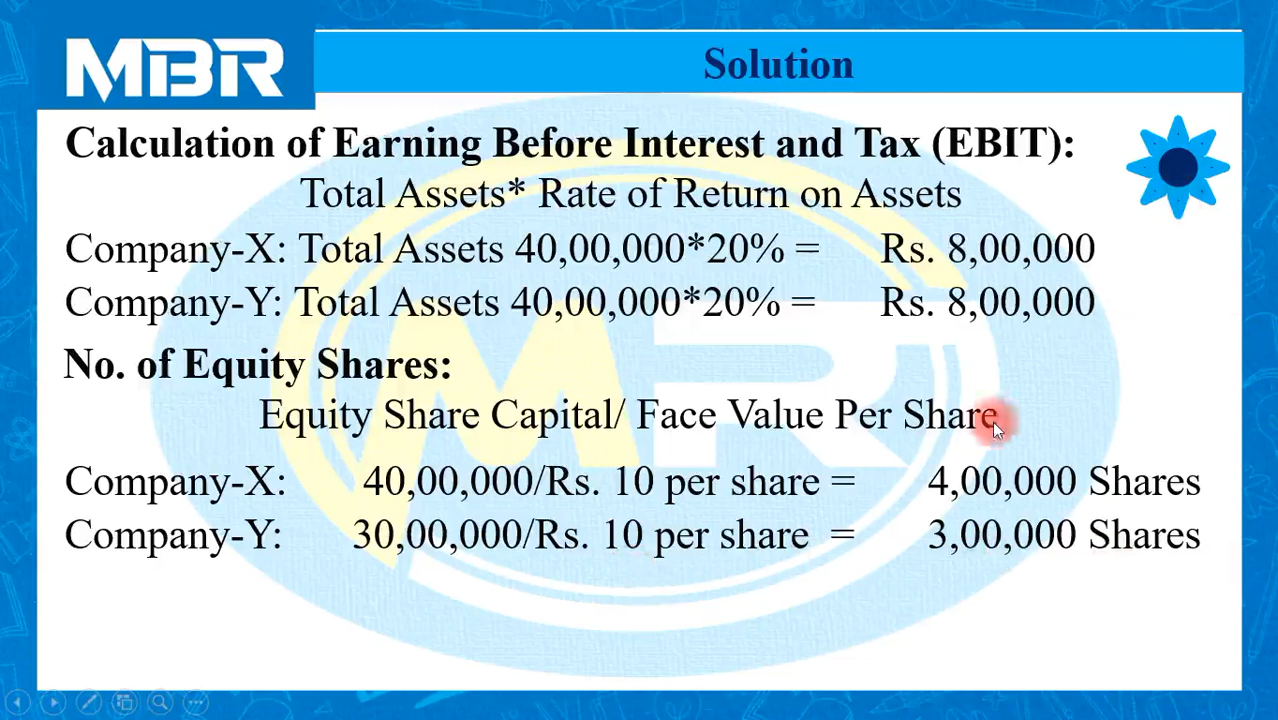 MBR
Solution
Calculation of Earning Before Interest and Tax (EBIT):
Total Assets* Rate of Return on Assets
Company-X: Total Assets 40,00,000*20% = Rs. 8,00,000
Company-Y: Total Assets 40,00,000*20% = Rs. 8,00,000
No. of Equity Shares:
Equity Share Capital/ Face Value Per Share
Company-X: 40,00,000/Rs. 10 per share = 4,00,000 Shares
Company-Y: 30,00,000/Rs. 10 per share = 3,00,000 Shares